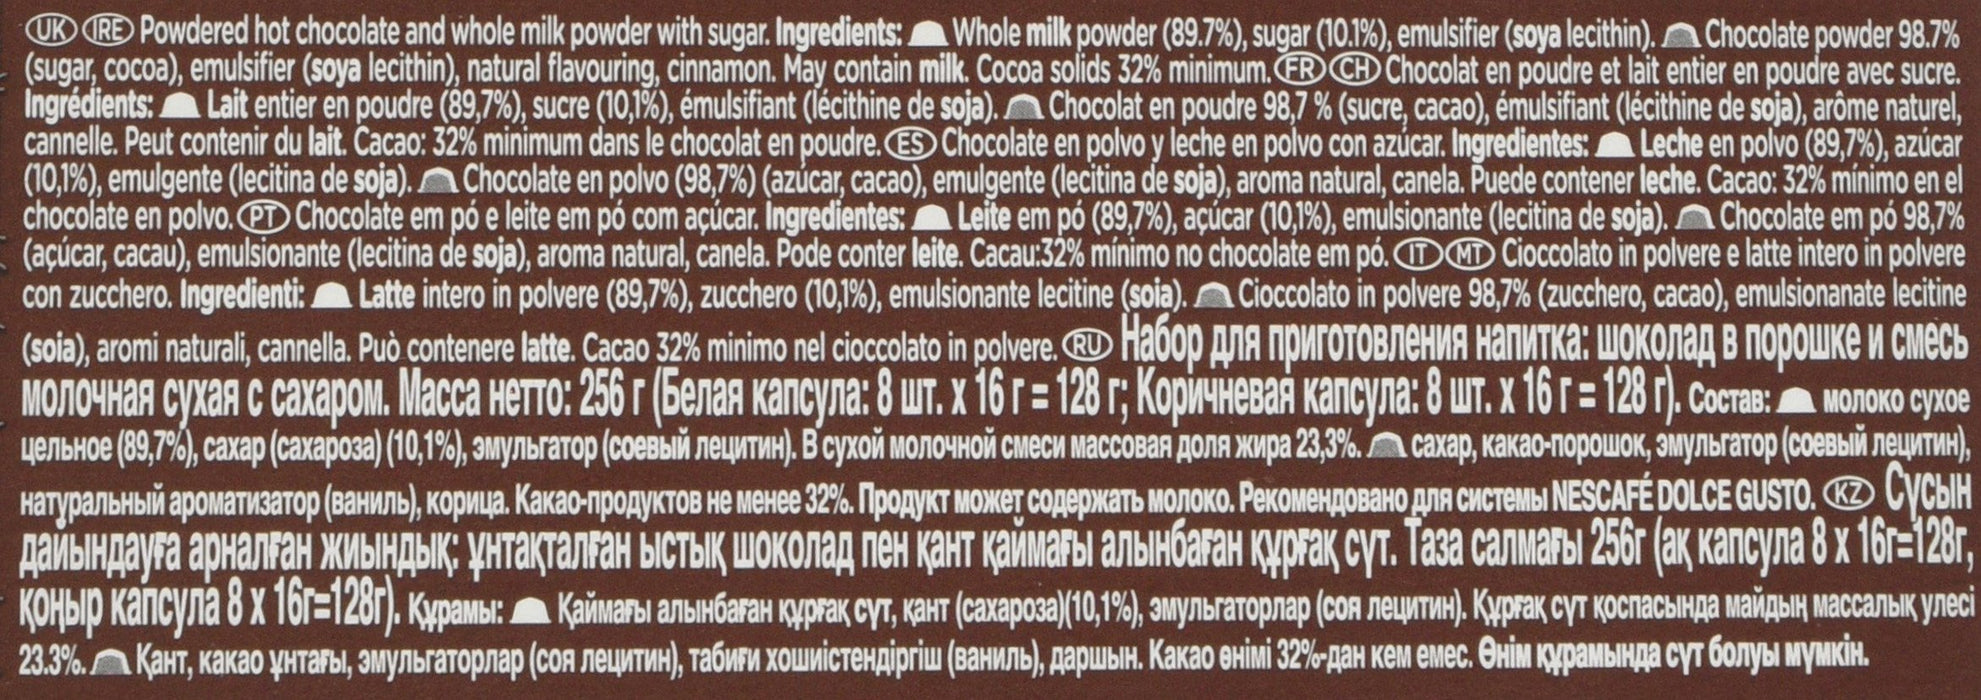 UK IRE Powdered hot chocolate and whole milk powder with sugar. Ingredients: Whole milk powder (89.7%), sugar (10.1%), emulsifier (soya lecithin). Chocolate powder 98.7%
(sugar, cocoa), emulsifier (soya lecithin), natural flavouring, cinnamon. May contain milk. Cocoa solids 32% minimum. FR CH Chocolat en poudre et lait entier en poudre avec sucre.
Ingrédients: Lait entier en poudre (89,7%), sucre (10,1%), émulsifiant (lécithine de soja). Chocolat en poudre 98,7 % (sucre, cacao), émulsifiant (lécithine de soja), arôme naturel,
cannelle. Peut contenir du lait. Cacao: 32% minimum dans le chocolat en poudre. ES Chocolate en polvo y leche en polvo con azúcar. Ingredientes: Leche en polvo (89,7%), azúcar
(10,1%), emulgente (lecitina de soja). Chocolate en polvo (98,7%) (azúcar, cacao), emulgente (lecitina de soja), aroma natural, canela. Puede contener leche. Cacao: 32% mínimo en el
chocolate en polvo. PT Chocolate em pó e leite em pó com açúcar. Ingredientes: Leite em pó (89,7%), açúcar (10,1%), emulsionante (lecitina de soja). Chocolate em pó 98,7%
(açúcar, cacau), emulsionante (lecitina de soja), aroma natural, canela. Pode conter leite. Cacau:32% mínimo no chocolate em pó. IT MT Cioccolato in polvere e latte intero in polvere
con zucchero. Ingredienti: Latte intero in polvere (89,7%), zucchero (10,1%), emulsionante lecitine (soia). Cioccolato in polvere 98,7% (zucchero, cacao), emulsionanate lecitine
(soia), aromi naturali, cannella. Può contenere latte. Cacao 32% minimo nel cioccolato in polvere. RU Набор для приготовления напитка: шоколад в порошке и смесь
молочная сухая с сахаром. Масса нетто: 256 г (Белая капсула: 8 шт. x 16 г = 128 г; Коричневая капсула: 8 шт. x 16 г = 128 г). Состав: молоко сухое
цельное (89,7%), сахар (сахароза) (10,1%), эмульгатор (соевый лецитин). В сухой молочной смеси массовая доля жира 23,3%. сахар, какао-порошок, эмульгатор (соевый лецитин),
натуральный ароматизатор (ваниль), корица. Какао-продуктов не менее 32%. Продукт может содержать молоко. Рекомендовано для системы NESCAFÉ DOLCE GUSTO. KZ Сусын
дайындауға арналған жиындық: ұнтақталған ыстық шоколад пен қант қаймағы алынбаған құрғақ сүт. Таза салмағы 256г (ақ капсула 8 x 16г=128г,
қоңыр капсула 8 x 16г=128г). Құрамы: Қаймағы алынбаған құрғақ сүт, қант (сахароза)(10,1%), эмульгаторлар (соя лецитин). Құрғақ сүт қоспасында майдың массалық үлесі
23.3%. Қант, какао ұнтағы, эмульгаторлар (соя лецитин), табиғи хошиістендіргіш (ваниль), даршын. Какао өнімі 32%-дан кем емес. Өнім құрамында сүт болуы мүмкін.